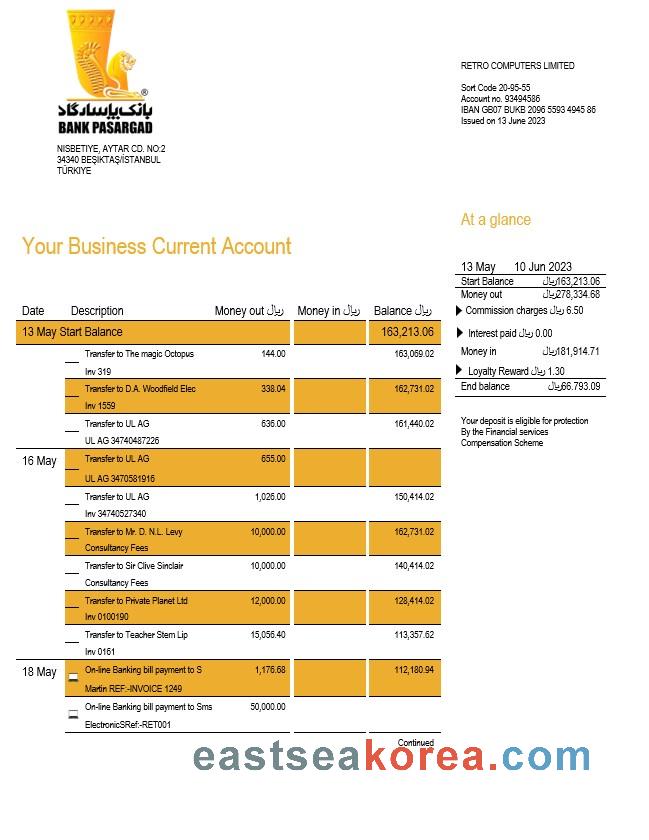 بانک پاسارگاد
BANK PASARGAD
®
NISBETIYE, AYTAR CD. NO:2
34340 BEŞIKTAŞ/ISTANBUL
TÜRKIYE
RETRO COMPUTERS LIMITED
Sort Code 20-95-55
Account no. 93494586
IBAN GB07 BUKB 2096 5593 4945 86
Issued on 13 June 2023
Your Business Current Account
At a glance
13 May 10 Jun 2023
Start Balance ﷼163,213.06
Money out ﷼278,334.68
Commission charges ﷼ 6.50
Interest paid ﷼ 0.00
Money in ﷼181,914.71
Loyalty Reward ﷼ 1.30
End balance ﷼66.793.09
Your deposit is eligible for protection
By the Financial services
Compensation Scheme
Date Description Money out ﷼ Money in ﷼ Balance ﷼
13 May Start Balance 163,213.06
Transfer to The magic Octopus 144.00 163,069.02
Inv 319
Transfer to D.A. Woodfield Elec 338.04 162,731.02
Inv 1559
Transfer to UL AG 636.00 161,440.02
UL AG 34740487226
16 May Transfer to UL AG 655.00
UL AG 3470581916
Transfer to UL AG 1,026.00 150,414.02
Inv 34740527340
Transfer to Mr. D. N.L. Levy 10,000.00 162,731.02
Consultancy Fees
Transfer to Sir Clive Sinclair 10,000.00 140,414.02
Consultancy Fees
Transfer to Private Planet Ltd 12,000.00 128,414.02
Inv 0100190
Transfer to Teacher Stem Lip 15,056.40 113,357.62
Inv 0161
18 May On-line Banking bill payment to S 1,176.68 112,180.94
Martin REF:-INVOICE 1249
On-line Banking bill payment to Sms 50,000.00
ElectronicSRef:-RET001
Continued
eastseakorea.com